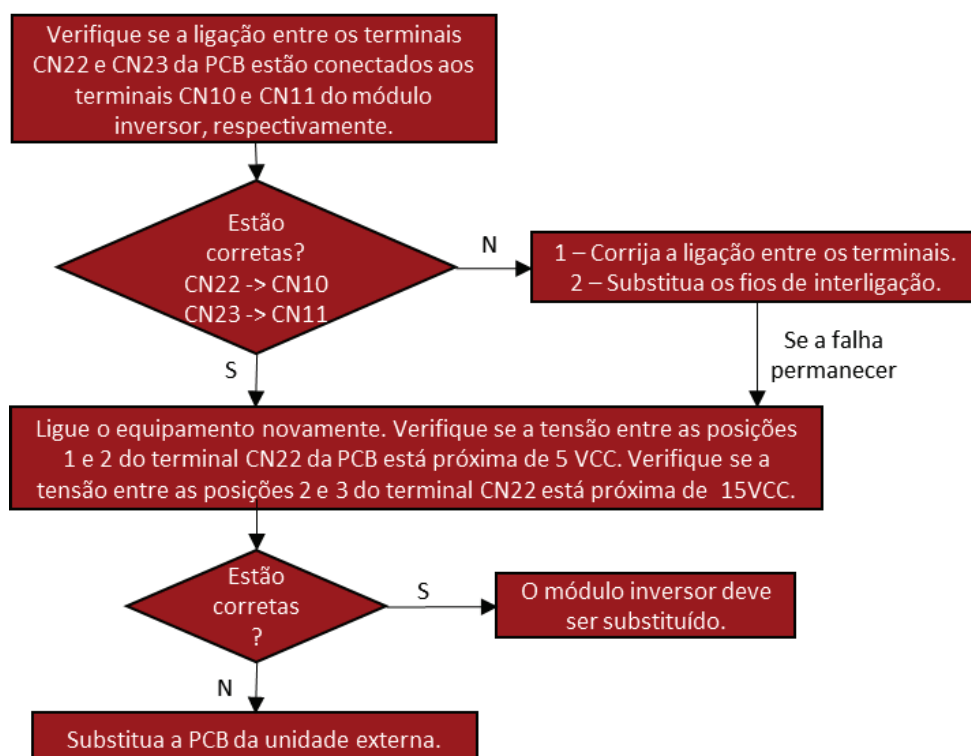 Verifique se a ligação entre os terminais
CN22 e CN23 da PCB estão conectados aos
terminais CN10 e CN11 do módulo
inversor, respectivamente.
Estão
corretas?
CN22 -> CN10
CN23 -> CN11
N
1 – Corrija a ligação entre os terminais.
2 – Substitua os fios de interligação.
Se a falha
permanecer
S
Ligue o equipamento novamente. Verifique se a tensão entre as posições
1 e 2 do terminal CN22 da PCB está próxima de 5 VCC. Verifique se a
tensão entre as posições 2 e 3 do terminal CN22 está próxima de 15VCC.
Estão
corretas
?
S
O módulo inversor deve
ser substituído.
N
Substitua a PCB da unidade externa.